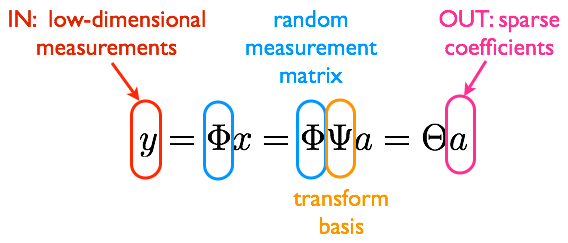 IN: low-dimensional measurements
random measurement matrix
OUT: sparse coefficients
y = Φx = ΦΨa = Θa
transform basis